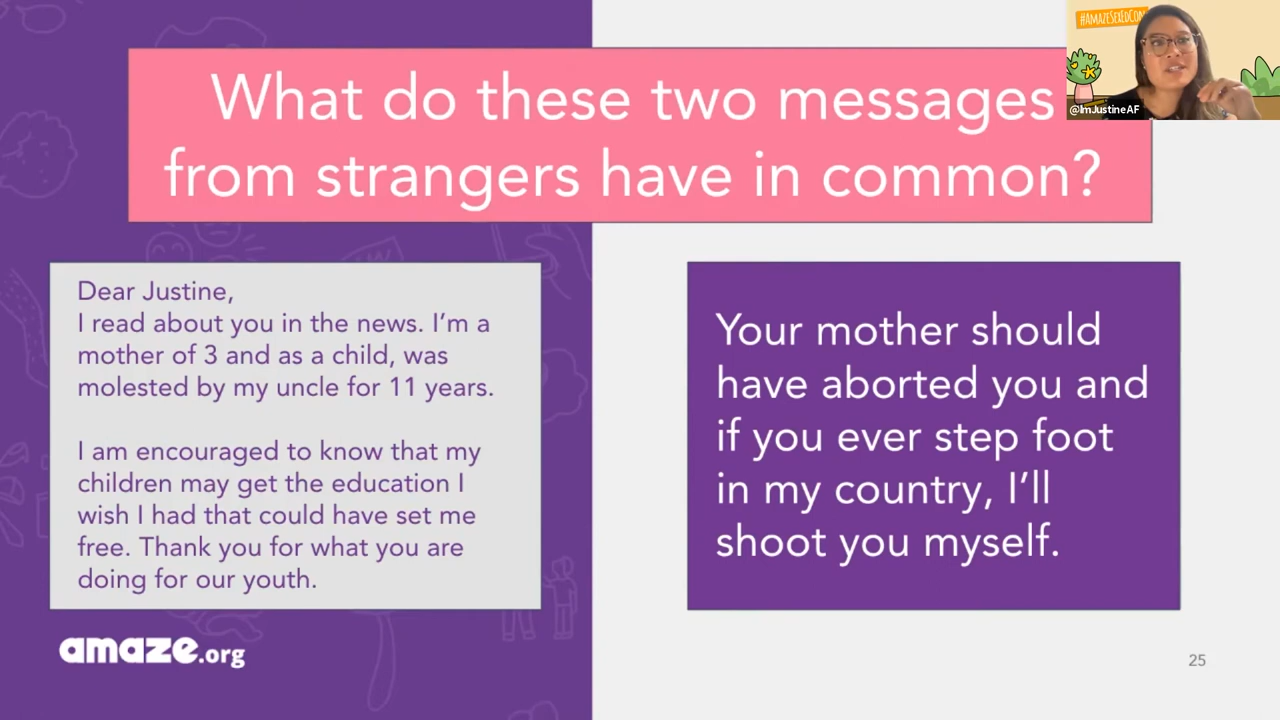 #AMAZESEXEDCON
@ImJustineAF
What do these two messages
from strangers have in common?
Dear Justine,
I read about you in the news. I’m a
mother of 3 and as a child, was
molested by my uncle for 11 years.
I am encouraged to know that my
children may get the education I
wish I had that could have set me
free. Thank you for what you are
doing for our youth.
Your mother should
have aborted you and
if you ever step foot
in my country, I’ll
shoot you myself.
amaze.org
25